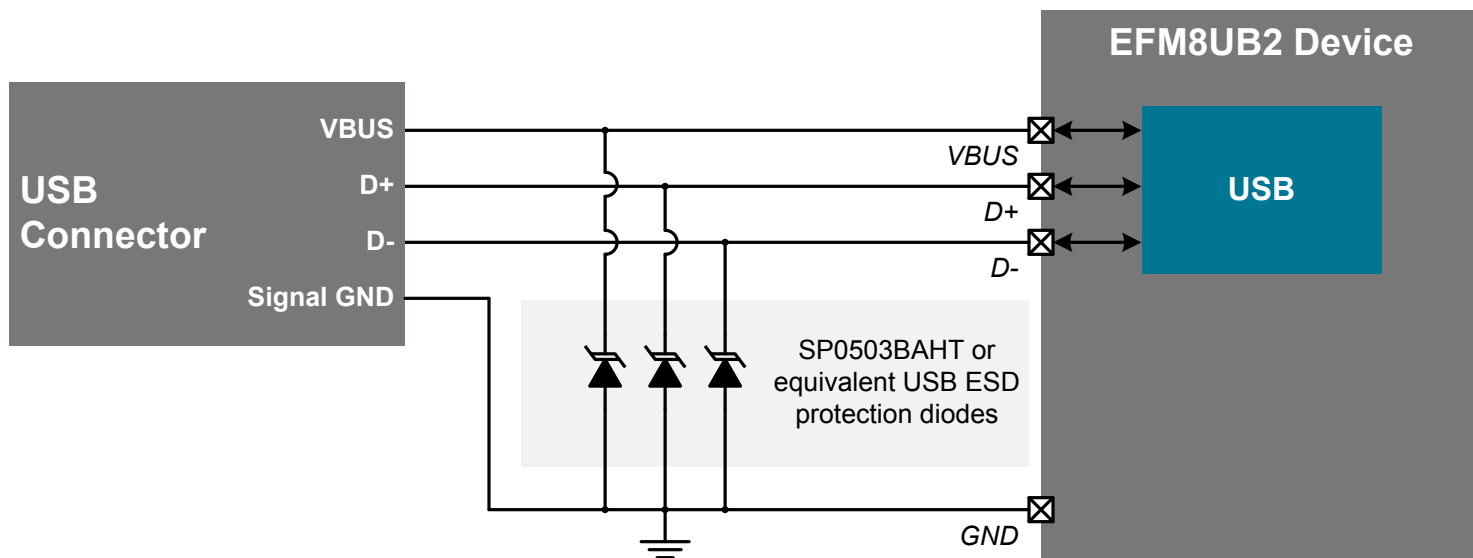 EFM8UB2 Device
USB
Connector
VBUS
D+
D-
Signal GND
VBUS
D+
D-
USB
SP0503BAHT or
equivalent USB ESD
protection diodes
GND